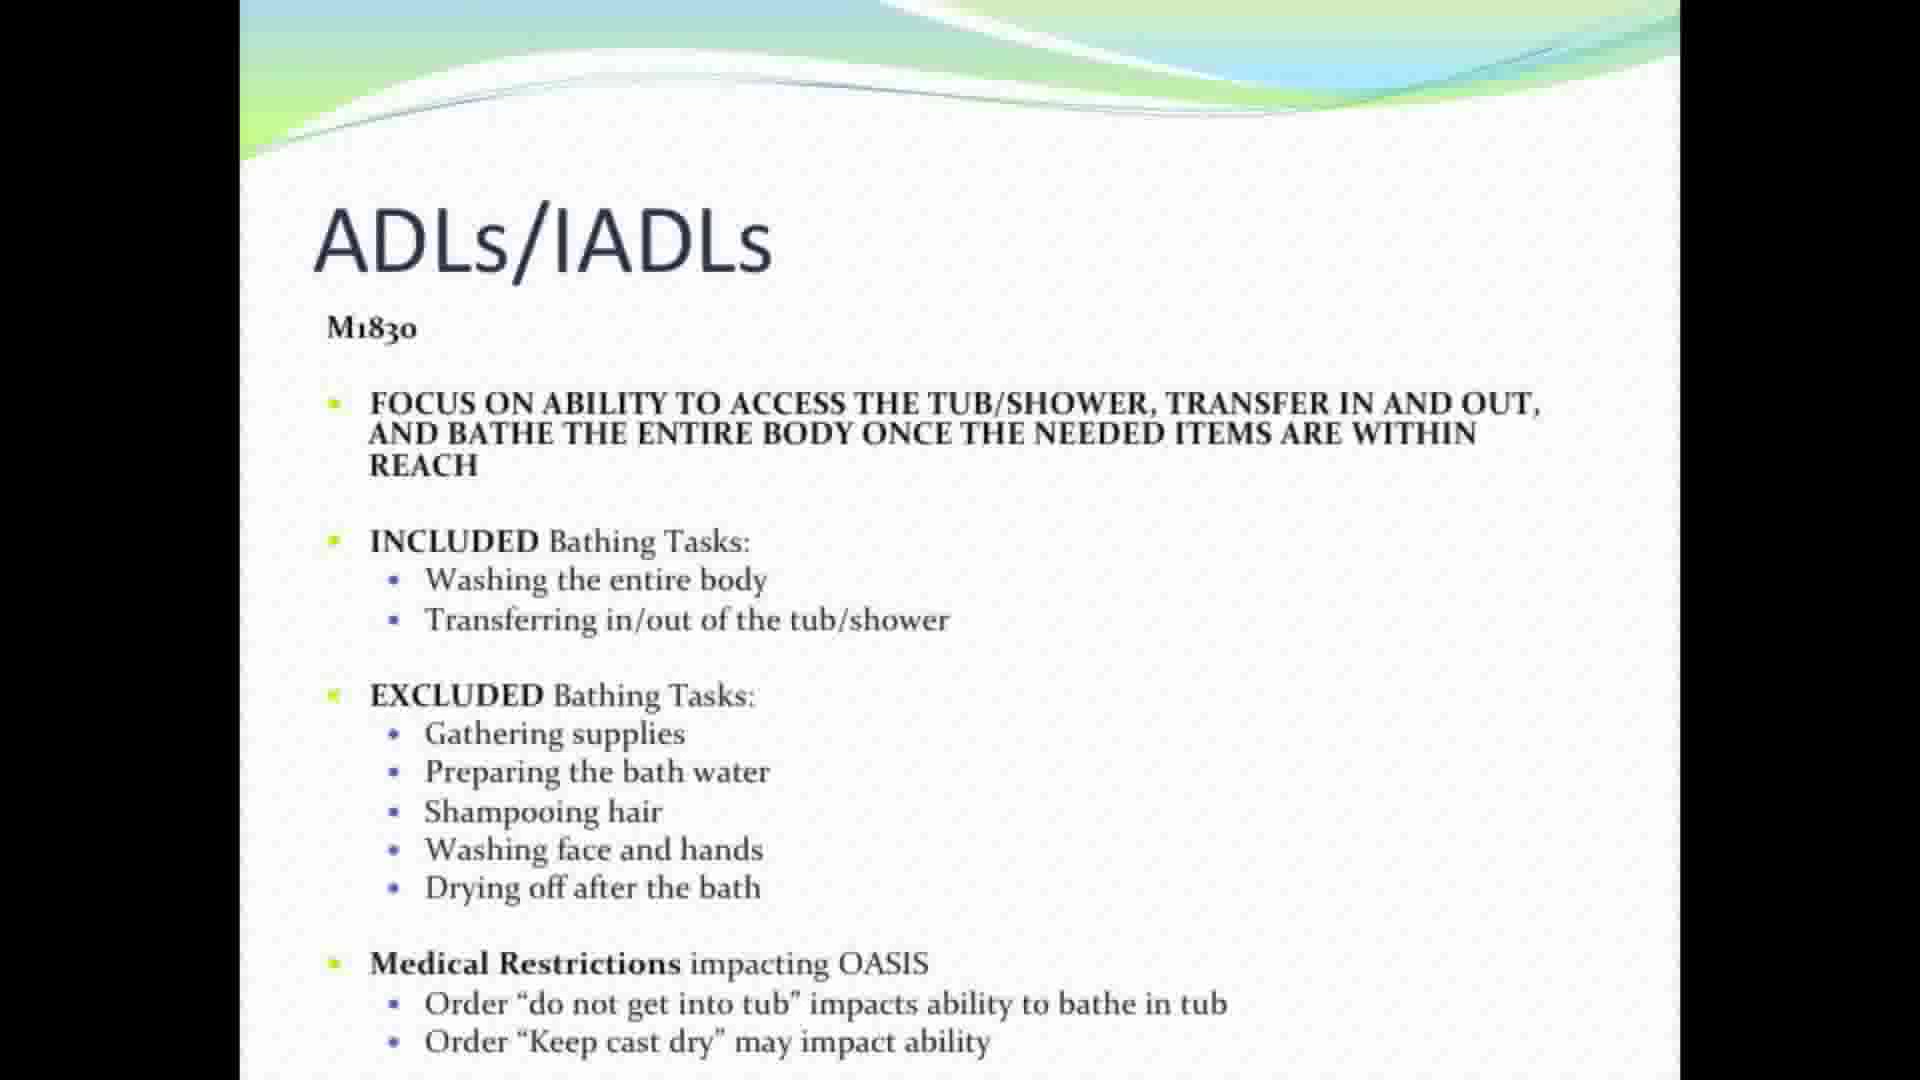 ADLs/IADLs
M1830
FOCUS ON ABILITY TO ACCESS THE TUB/SHOWER, TRANSFER IN AND OUT,
AND BATHE THE ENTIRE BODY ONCE THE NEEDED ITEMS ARE WITHIN
REACH
INCLUDED Bathing Tasks:
Washing the entire body
Transferring in/out of the tub/shower
EXCLUDED Bathing Tasks:
Gathering supplies
Preparing the bath water
Shampooing hair
Washing face and hands
Drying off after the bath
Medical Restrictions impacting OASIS
Order “do not get into tub” impacts ability to bathe in tub
Order “Keep cast dry” may impact ability